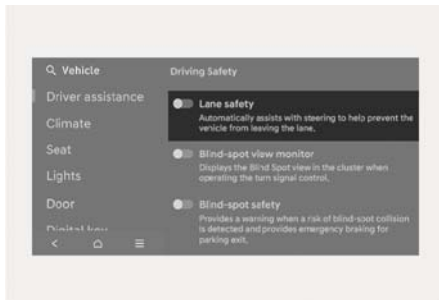 Vehicle
Driver assistance
Climate
Seat
Lights
Door
Digital key
Driving Safety
Lane safety
Automatically assists with steering to help prevent the
vehicle from leaving the lane.
Blind-spot view monitor
Displays the Blind Spot view in the cluster when
operating the turn signal control.
Blind-spot safety
Provides a warning when a risk of blind-spot collision
is detected and provides emergency braking for
parking exit.